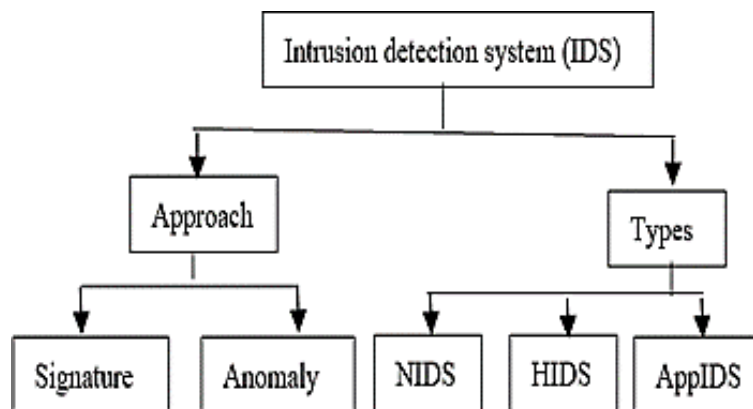 Intrusion detection system (IDS)
Approach
Types
Signature
Anomaly
NIDS
HIDS
AppIDS